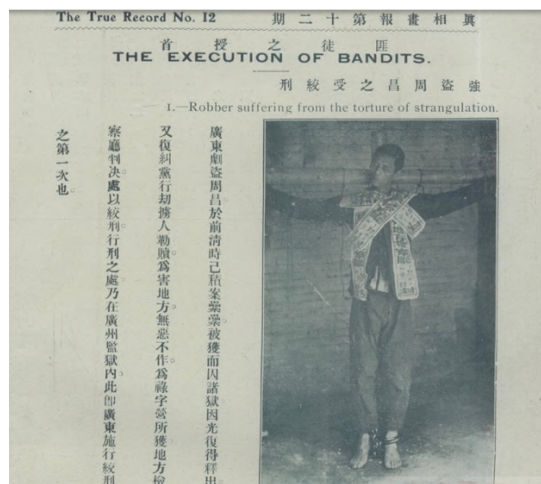 The True Record No. 12
眞相畫報第十二期
匪徒之授首
THE EXECUTION OF BANDITS.
強盜周昌之受絞刑
1.—Robber suffering from the torture of strangulation.
廣東劇盜周昌於前清時己積案纍纍。被獲而囚諸獄因光復得釋出
又復糾黨行劫擄人勒贖。爲害地方。無惡不作。爲祿字營所獲地方檢
察廳判決。處以絞刑。行刑之處乃在廣州監獄內。此卽廣東施行絞刑
之第一次也。